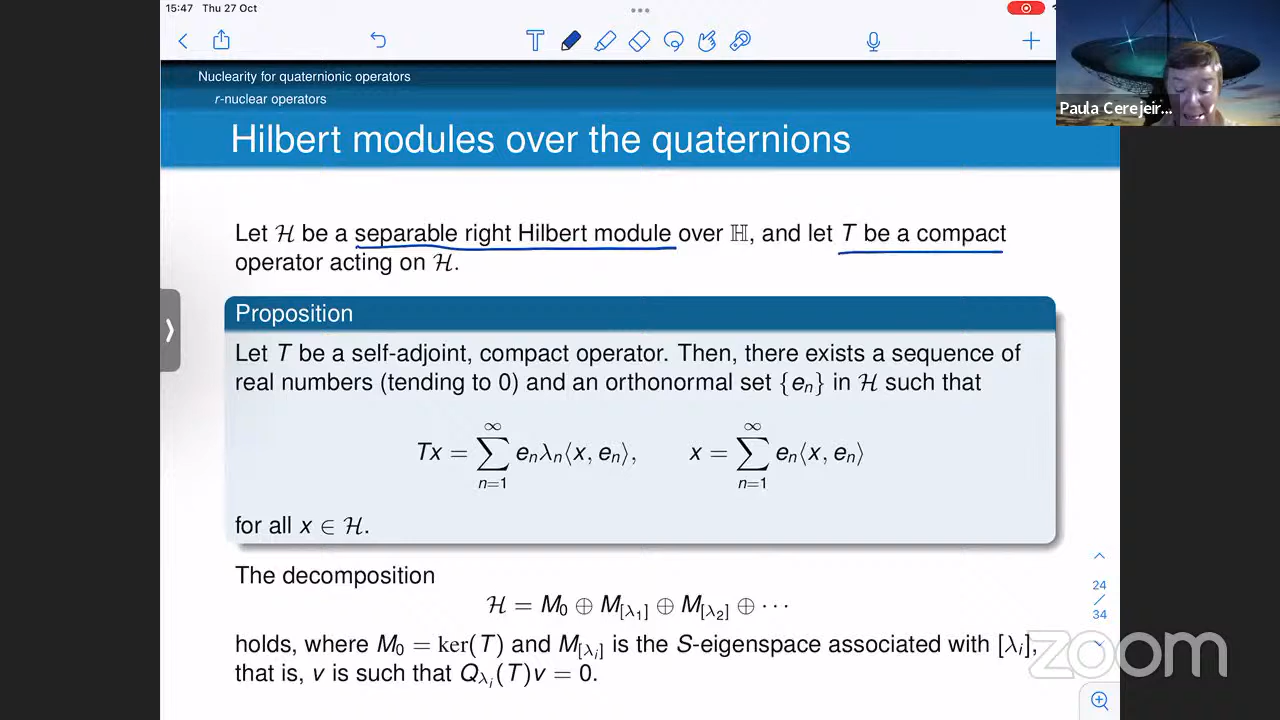 15:47 Thu 27 Oct
Nuclearity for quaternionic operators
r-nuclear operators
Hilbert modules over the quaternions
Paula Cerejeir...
Let ℋ be a separable right Hilbert module over ℍ, and let T be a compact
operator acting on ℋ.
Proposition
Let T be a self-adjoint, compact operator. Then, there exists a sequence of
real numbers (tending to 0) and an orthonormal set {eₙ} in ℋ such that
Tx = ∑_{n=1}^{∞} eₙλₙ⟨x, eₙ⟩, x = ∑_{n=1}^{∞} eₙ⟨x, eₙ⟩
for all x ∈ ℋ.
The decomposition
ℋ = M₀ ⊕ M_{[λ₁]} ⊕ M_{[λ₂]} ⊕ ⋯
holds, where M₀ = ker(T) and M_{[λᵢ]} is the S-eigenspace associated with [λᵢ],
that is, v is such that Q_{λᵢ}(T)v = 0.
24
/
34
zoom